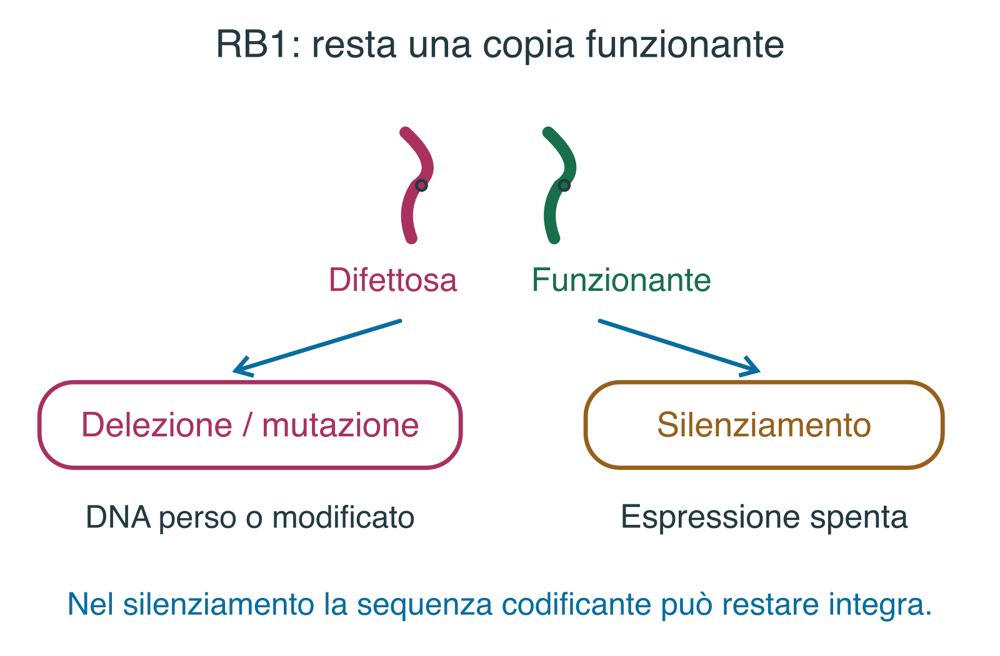 RB1: resta una copia funzionante
Difettosa
Funzionante
Delezione / mutazione
Silenziamento
DNA perso o modificato
Espressione spenta
Nel silenziamento la sequenza codificante può restare integra.